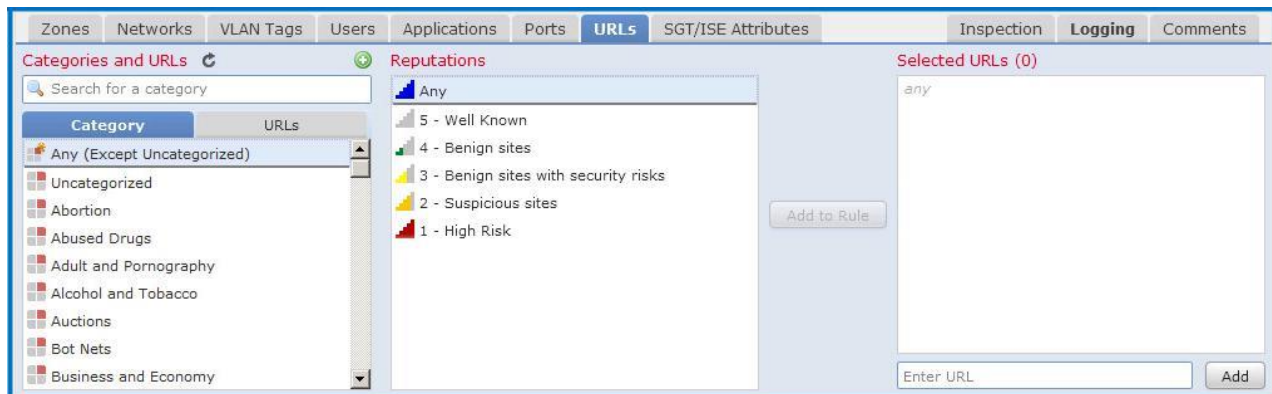 Zones Networks VLAN Tags Users Applications Ports URLs SGT/ISE Attributes Inspection Logging Comments
Categories and URLs
Search for a category
Category URLs
Any (Except Uncategorized)
Uncategorized
Abortion
Abused Drugs
Adult and Pornography
Alcohol and Tobacco
Auctions
Bot Nets
Business and Economy
Reputations
Any
5 - Well Known
4 - Benign sites
3 - Benign sites with security risks
2 - Suspicious sites
1 - High Risk
Add to Rule
Selected URLs (0)
any
Enter URL
Add